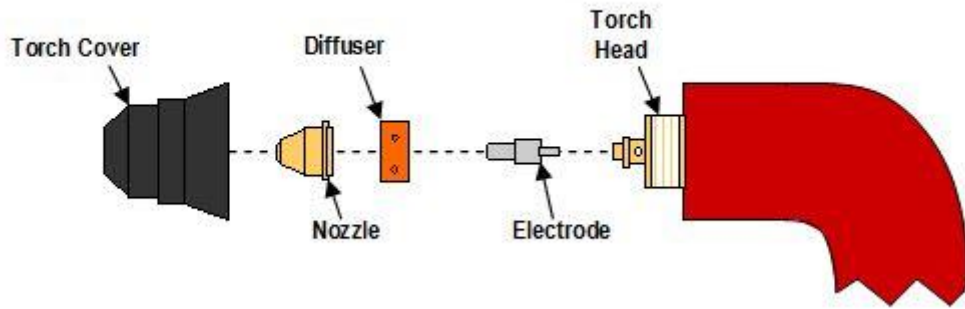 Torch Cover
Diffuser
Torch
Head
Nozzle
Electrode